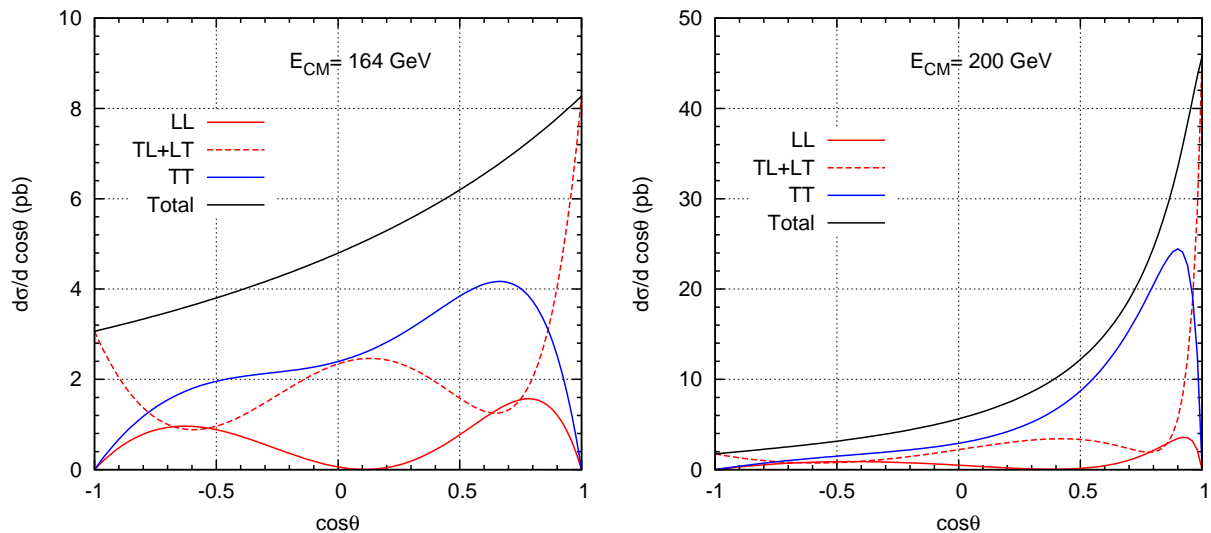 10
8
6
4
2
0
dσ/d cosθ (pb)
E_CM= 164 GeV
LL
TL+LT
TT
Total
-1
-0.5
0
0.5
1
cosθ
50
40
30
20
10
0
dσ/d cosθ (pb)
E_CM= 200 GeV
LL
TL+LT
TT
Total
-1
-0.5
0
0.5
1
cosθ